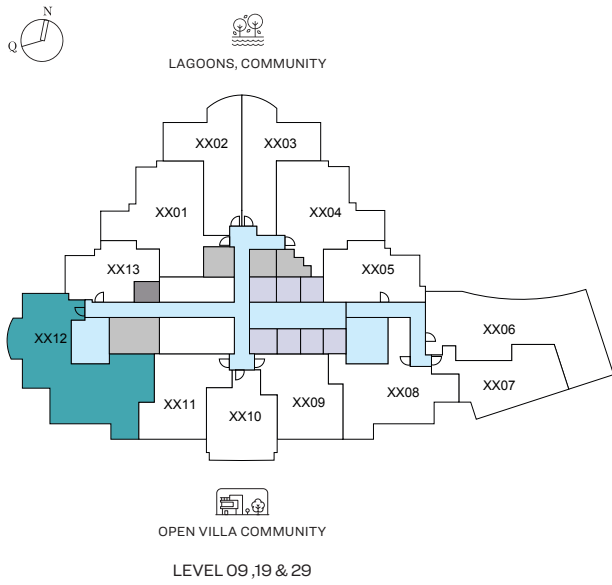 N
Q
LAGOONS, COMMUNITY
XX02
XX03
XX01
XX04
XX13
XX05
XX12
XX06
XX07
XX08
XX11
XX10
XX09
OPEN VILLA COMMUNITY
LEVEL 09 ,19 & 29